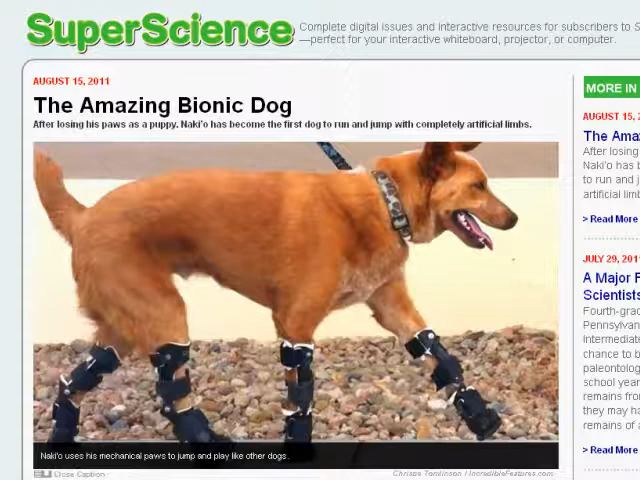 SuperScience
Complete digital issues and interactive resources for subscribers to S
—perfect for your interactive whiteboard, projector, or computer.
AUGUST 15, 2011
The Amazing Bionic Dog
After losing his paws as a puppy. Naki'o has become the first dog to run and jump with completely artificial limbs.
Naki'o uses his mechanical paws to jump and play like other dogs.
Close Caption
Christie Tomlinson / IncredibleFeatures.com
MORE IN
AUGUST 15, 2
The Ama
After losing
Naki'o has b
to run and j
artificial limb
> Read More
JULY 29, 201
A Major F
Scientists
Fourth-grad
Pennsylvan
Intermediate
chance to b
paleontolog
school year
remains fro
they may ha
remains of a
> Read More